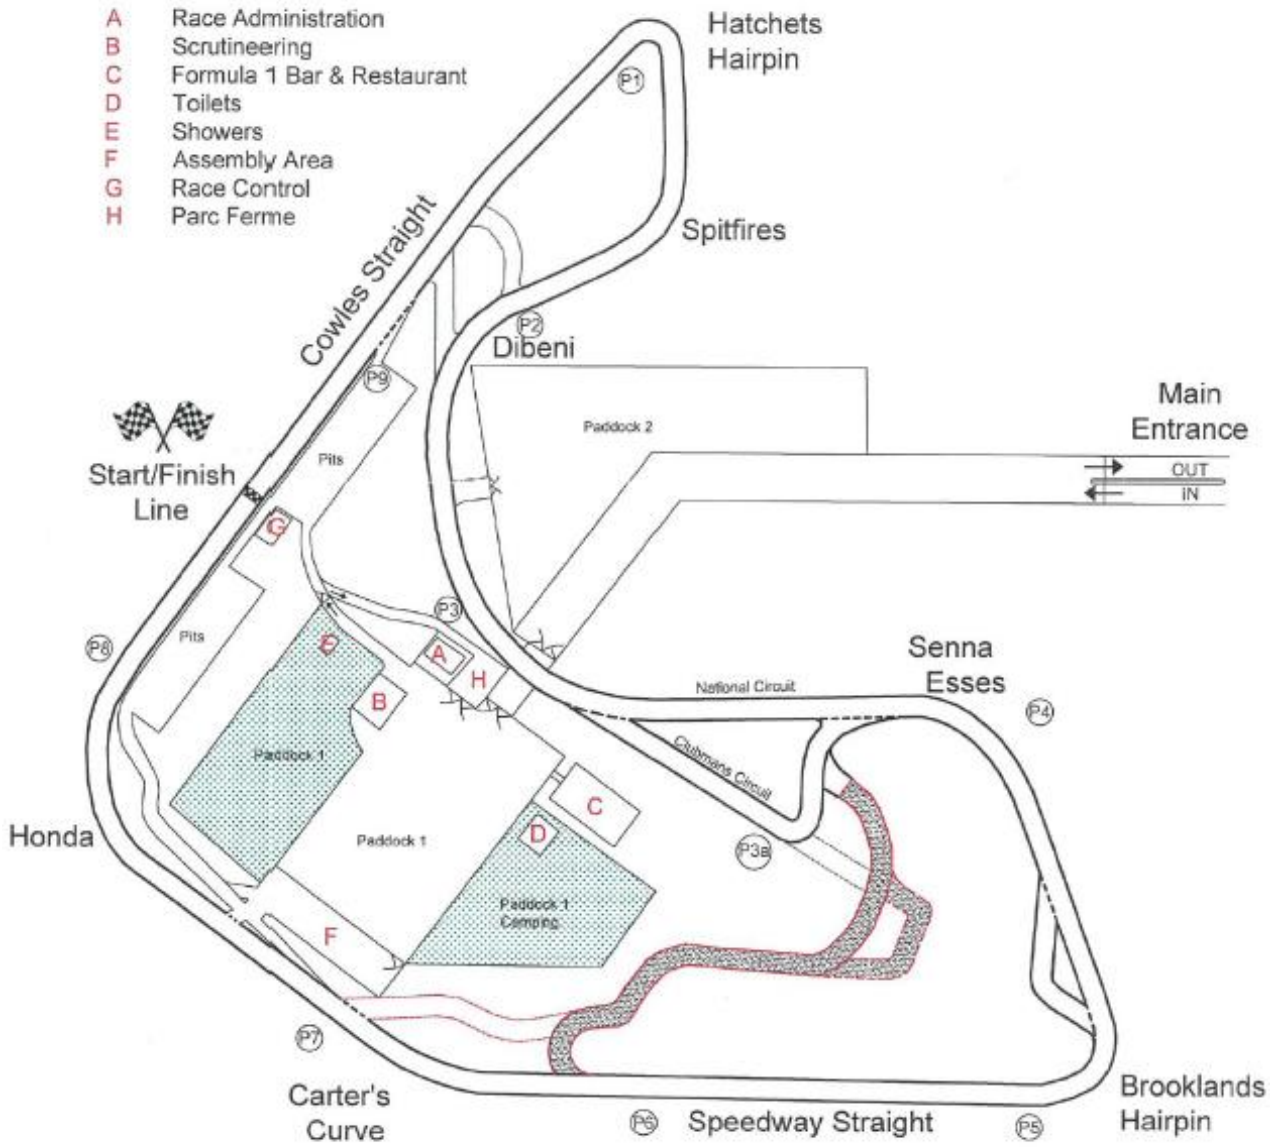 A Race Administration
B Scrutineering
C Formula 1 Bar & Restaurant
D Toilets
E Showers
F Assembly Area
G Race Control
H Parc Ferme
Hatchets
Hairpin
P1
Spitfires
Cowles Straight
P2
Dibeni
P9
Paddock 2
Main
Entrance
OUT
IN
Start/Finish
Line
Pits
G
P3
P8
Pits
E
A
H
B
Senna
Esses
National Circuit
P4
Clubmans Circuit
Paddock 1
C
Honda
D
Paddock 1
P3a
Paddock 1
Camping
F
P7
Carter's
Curve
P6
Speedway Straight
P5
Brooklands
Hairpin